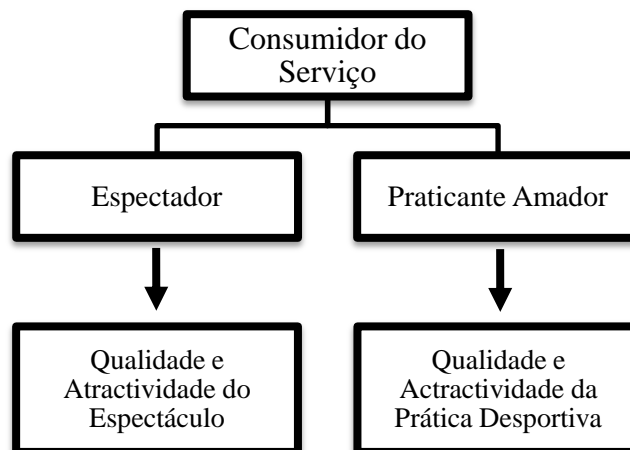 Consumidor do
Serviço
Espectador
Praticante Amador
Qualidade e
Atractividade do
Espectáculo
Qualidade e
Actractividade da
Prática Desportiva